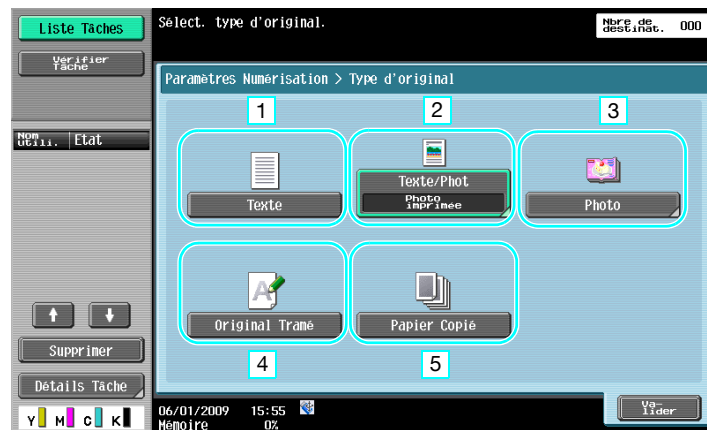 Liste Tâches
Sélect. type d'original.
Nbre de
destinat. 000
Vérifier
Tâche
Paramètres Numérisation > Type d'original
1
2
3
Nom
utili. Etat
Texte
Texte/Phot
Photo
imprimée
Photo
Original Tramé
Papier Copié
4
5
Supprimer
Détails Tâche
Va-
lider
06/01/2009 15:55
Mémoire 0%
Y M C K